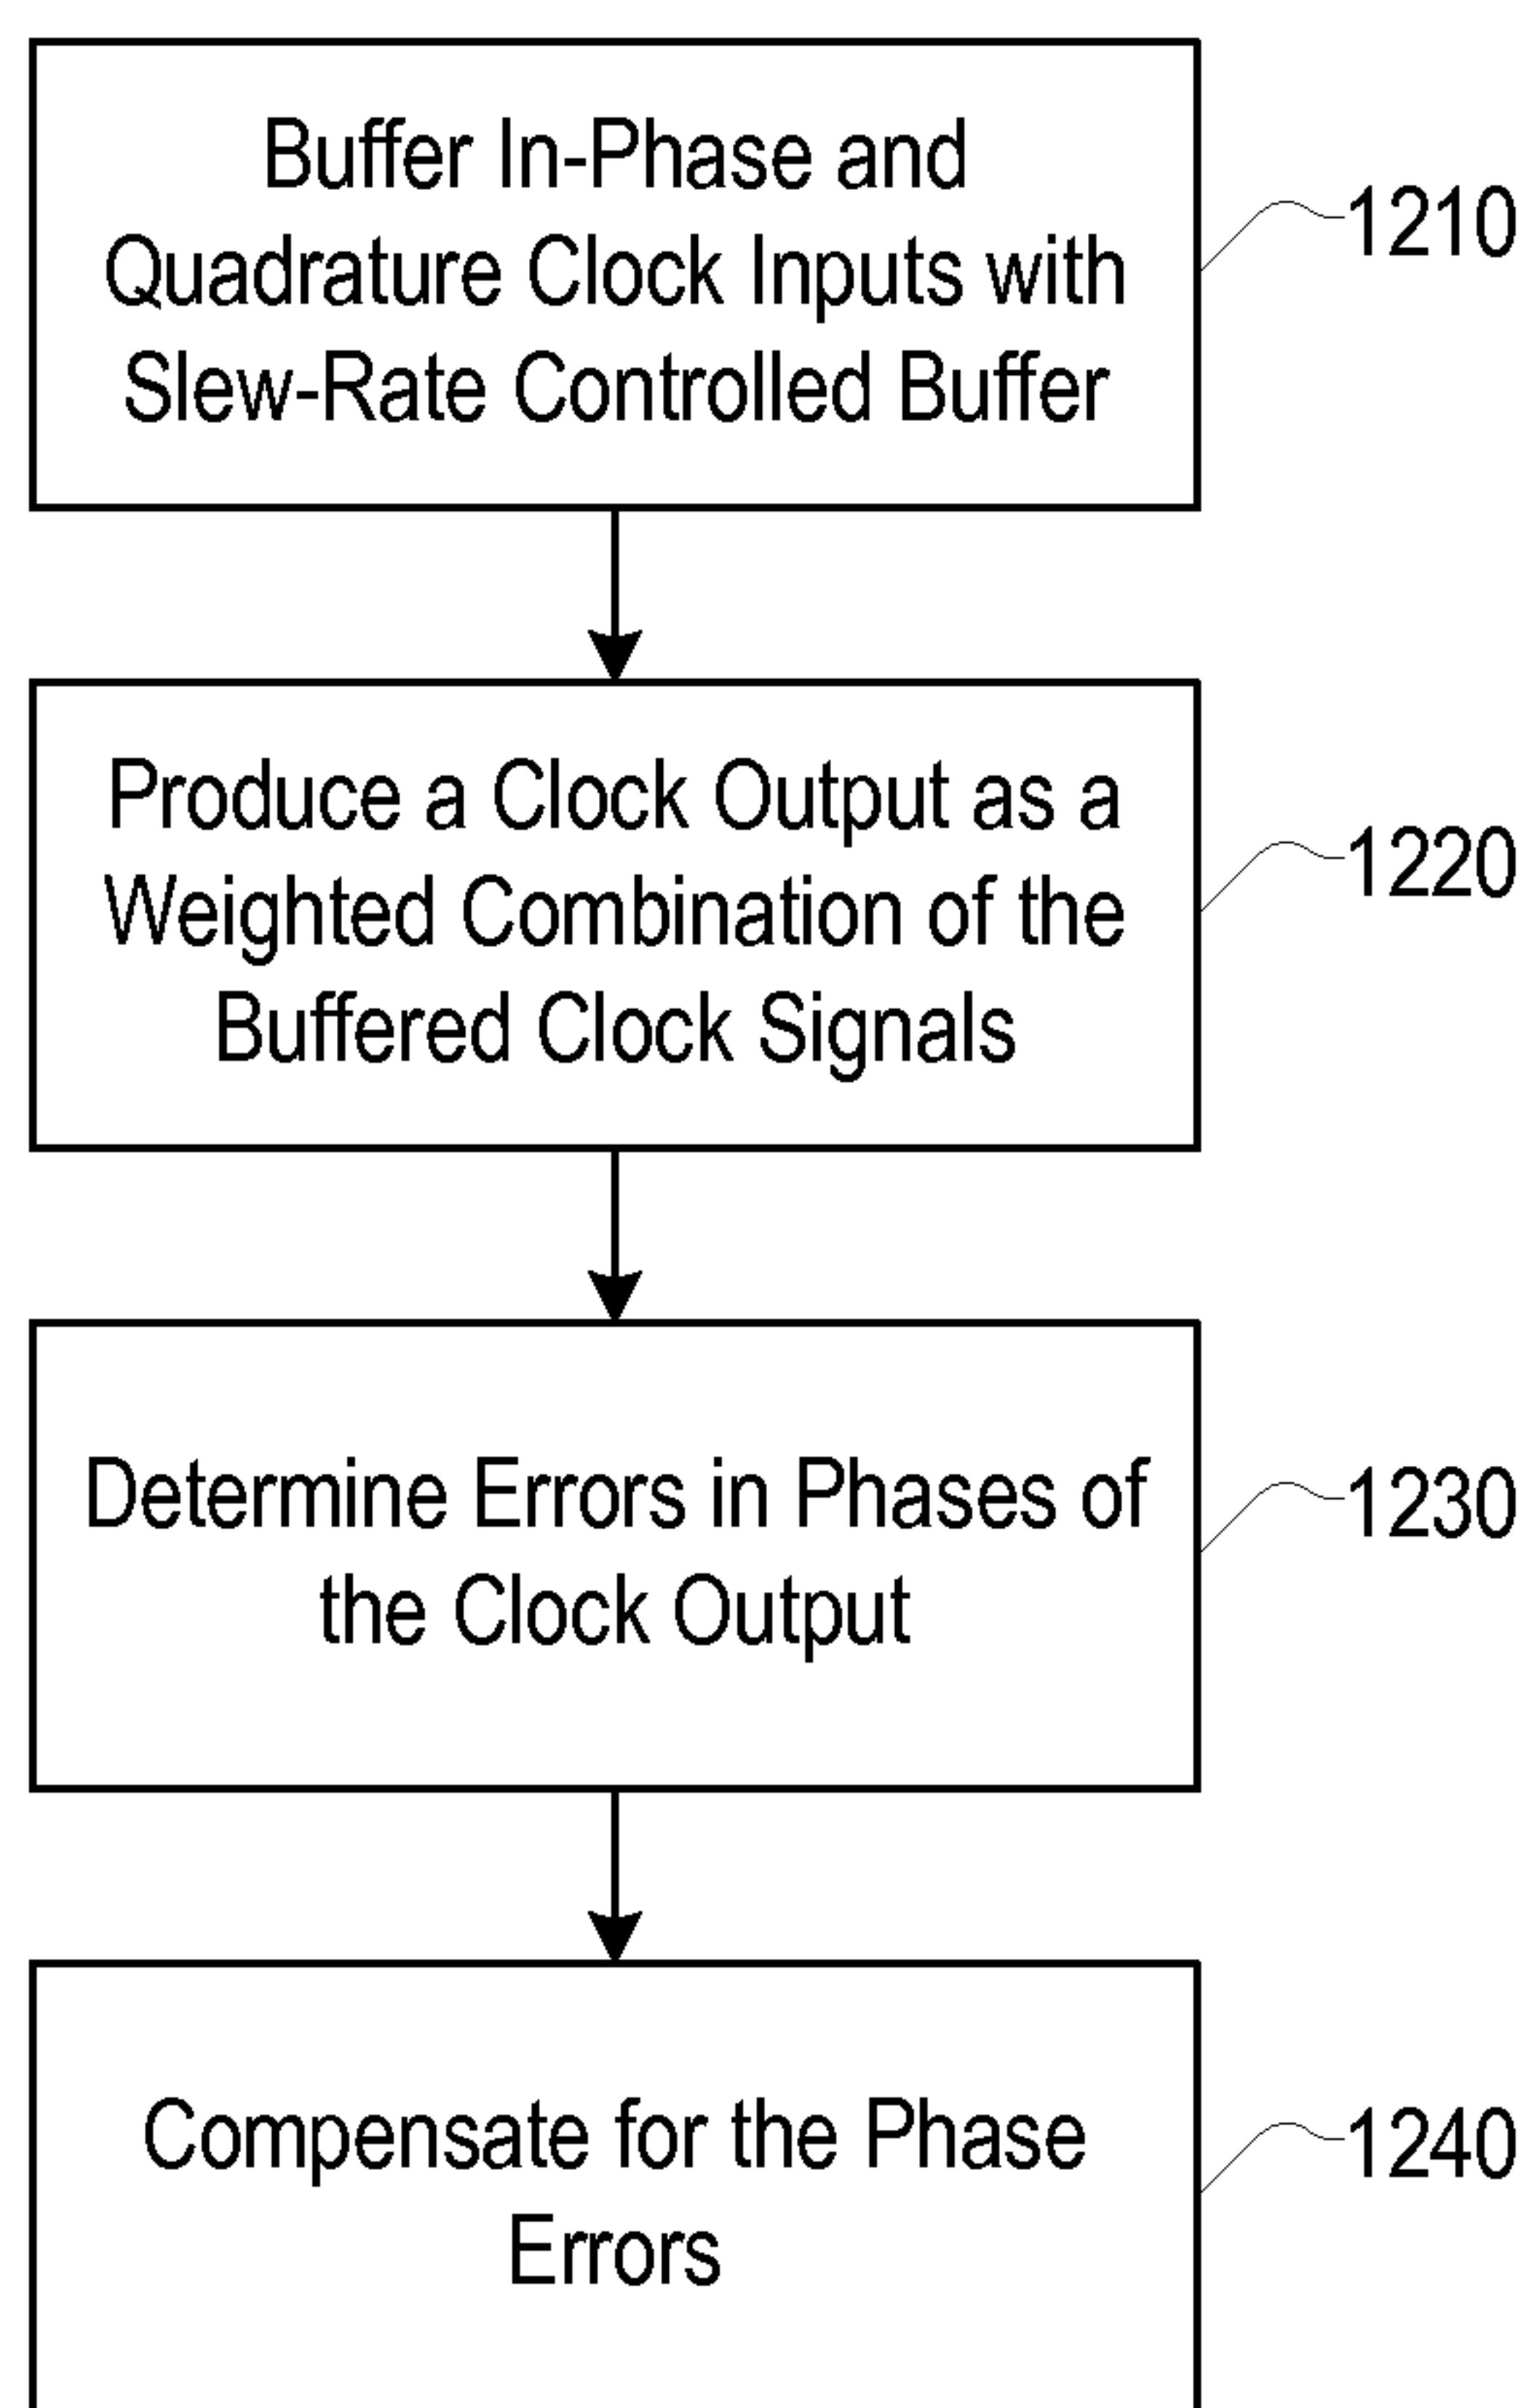 Buffer In-Phase and
Quadrature Clock Inputs with
Slew-Rate Controlled Buffer
1210
Produce a Clock Output as a
Weighted Combination of the
Buffered Clock Signals
1220
Determine Errors in Phases of
the Clock Output
1230
Compensate for the Phase
Errors
1240